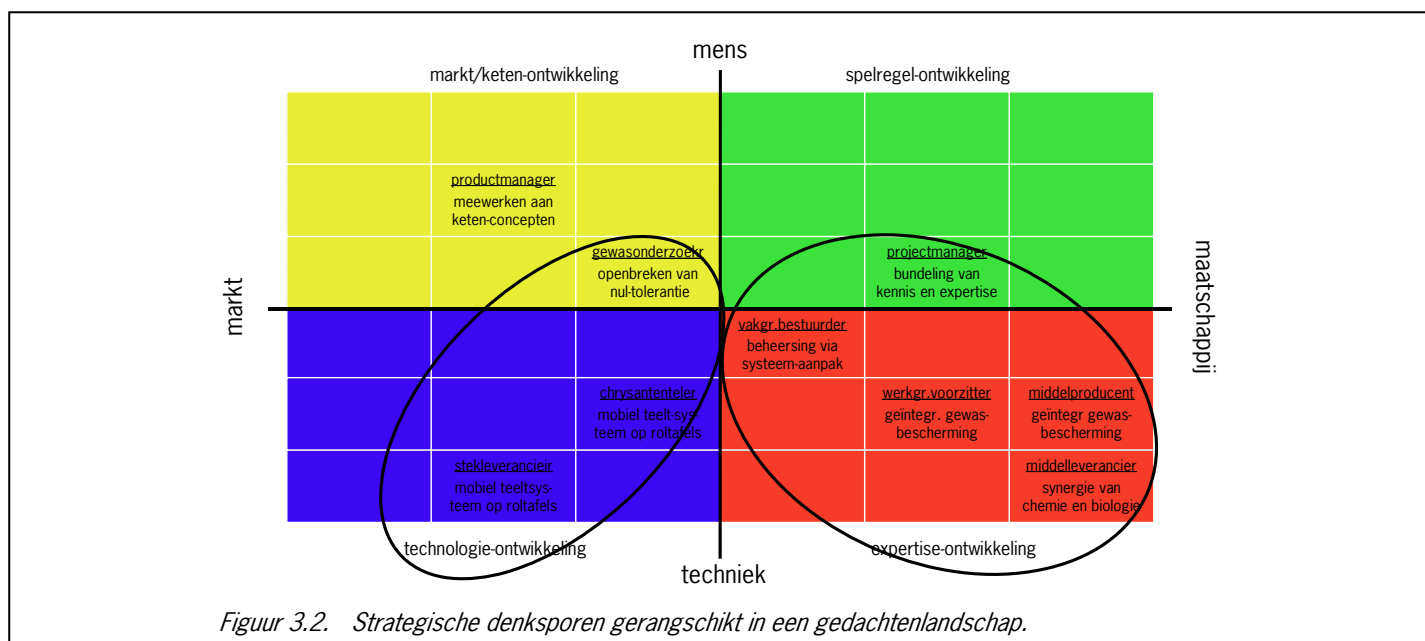 mens
markt/keten-ontwikkeling
spelregel-ontwikkeling
productmanager
meewerken aan
keten-concepten
gewasonderzoekr
openbreken van
nul-tolerantie
projectmanager
bundeling van
kennis en expertise
markt
maatschappij
vakgr.bestuurder
beheersing via
systeem-aanpak
chrysantenteler
mobiel teelt-sys-
teem op roltafels
werkgr.voorzitter
geïntegr. gewas-
bescherming
middelproducent
geïntegr gewas-
bescherming
stekleverancieir
mobiel teeltsys-
teem op roltafels
middelleverancier
synergie van
chemie en biologie
technologie-ontwikkeling
expertise-ontwikkeling
techniek
Figuur 3.2. Strategische denksporen gerangschikt in een gedachtenlandschap.